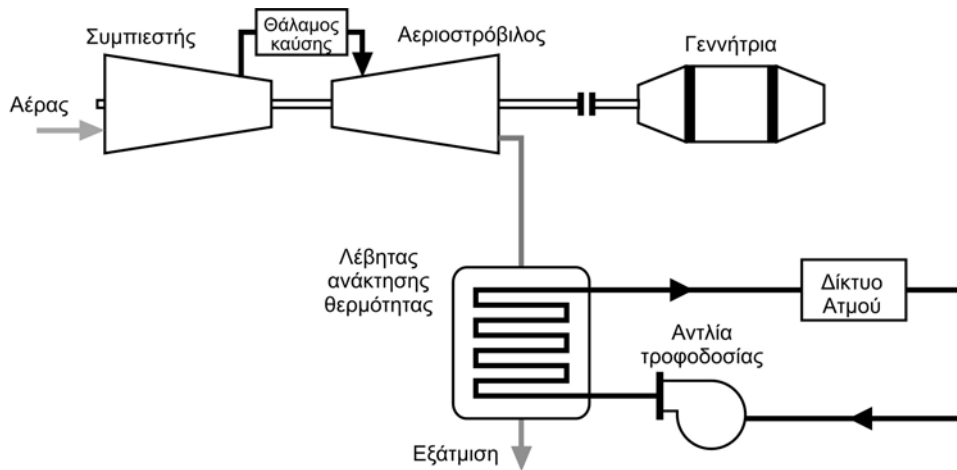 Συμπιεστής
Θάλαμος
καύσης
Αεριοστρόβιλος
Γεννήτρια
Αέρας
Λέβητας
ανάκτησης
θερμότητας
Δίκτυο
Ατμού
Αντλία
τροφοδοσίας
Εξάτμιση